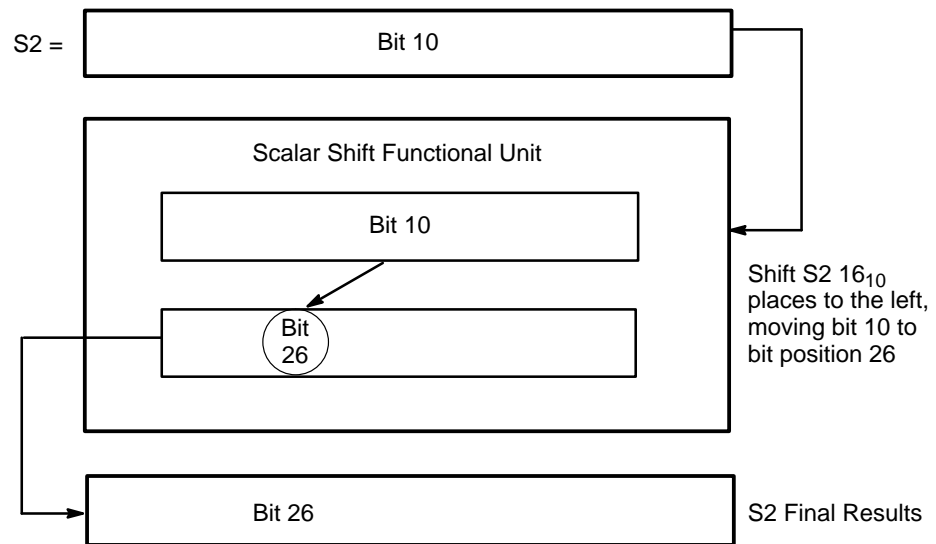 S2 =
Bit 10
Scalar Shift Functional Unit
Bit 10
Shift S2 16₁₀
places to the left,
moving bit 10 to
bit position 26
Bit
26
Bit 26
S2 Final Results